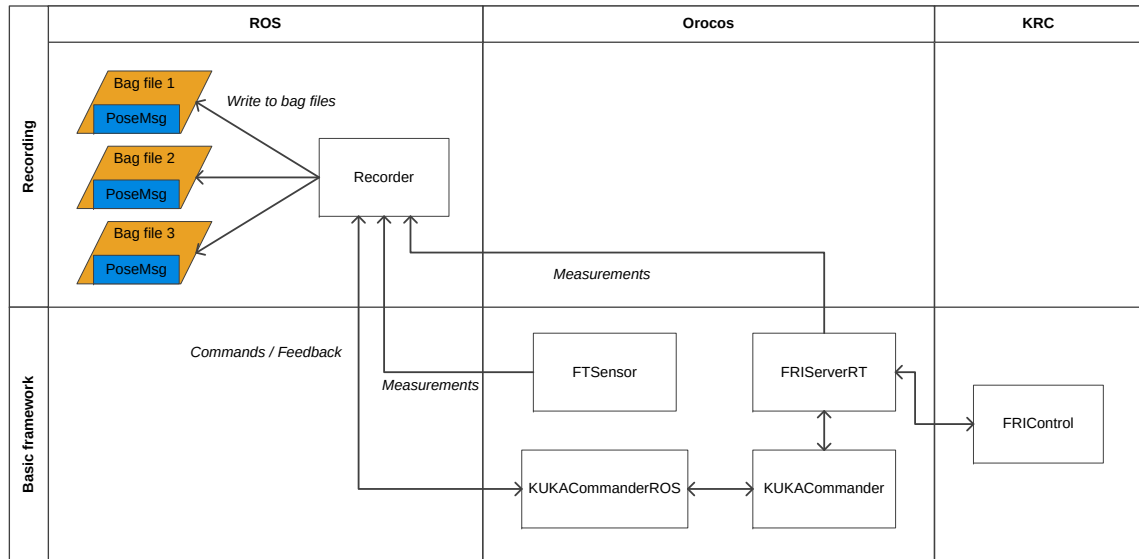 ROS
Orocos
KRC
Recording
Bag file 1
PoseMsg
Write to bag files
Bag file 2
PoseMsg
Recorder
Bag file 3
PoseMsg
Measurements
Basic framework
Commands / Feedback
Measurements
FTSensor
FRIServerRT
FRIControl
KUKACommanderROS
KUKACommander